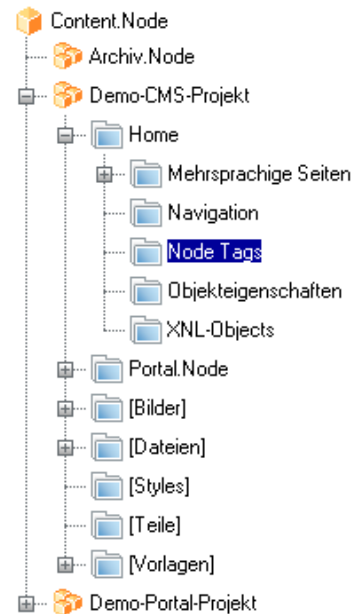 Content.Node
Archiv.Node
Demo-CMS-Projekt
Home
Mehrsprachige Seiten
Navigation
Node Tags
Objekteigenschaften
XNL-Objects
Portal.Node
[Bilder]
[Dateien]
[Styles]
[Teile]
[Vorlagen]
Demo-Portal-Projekt